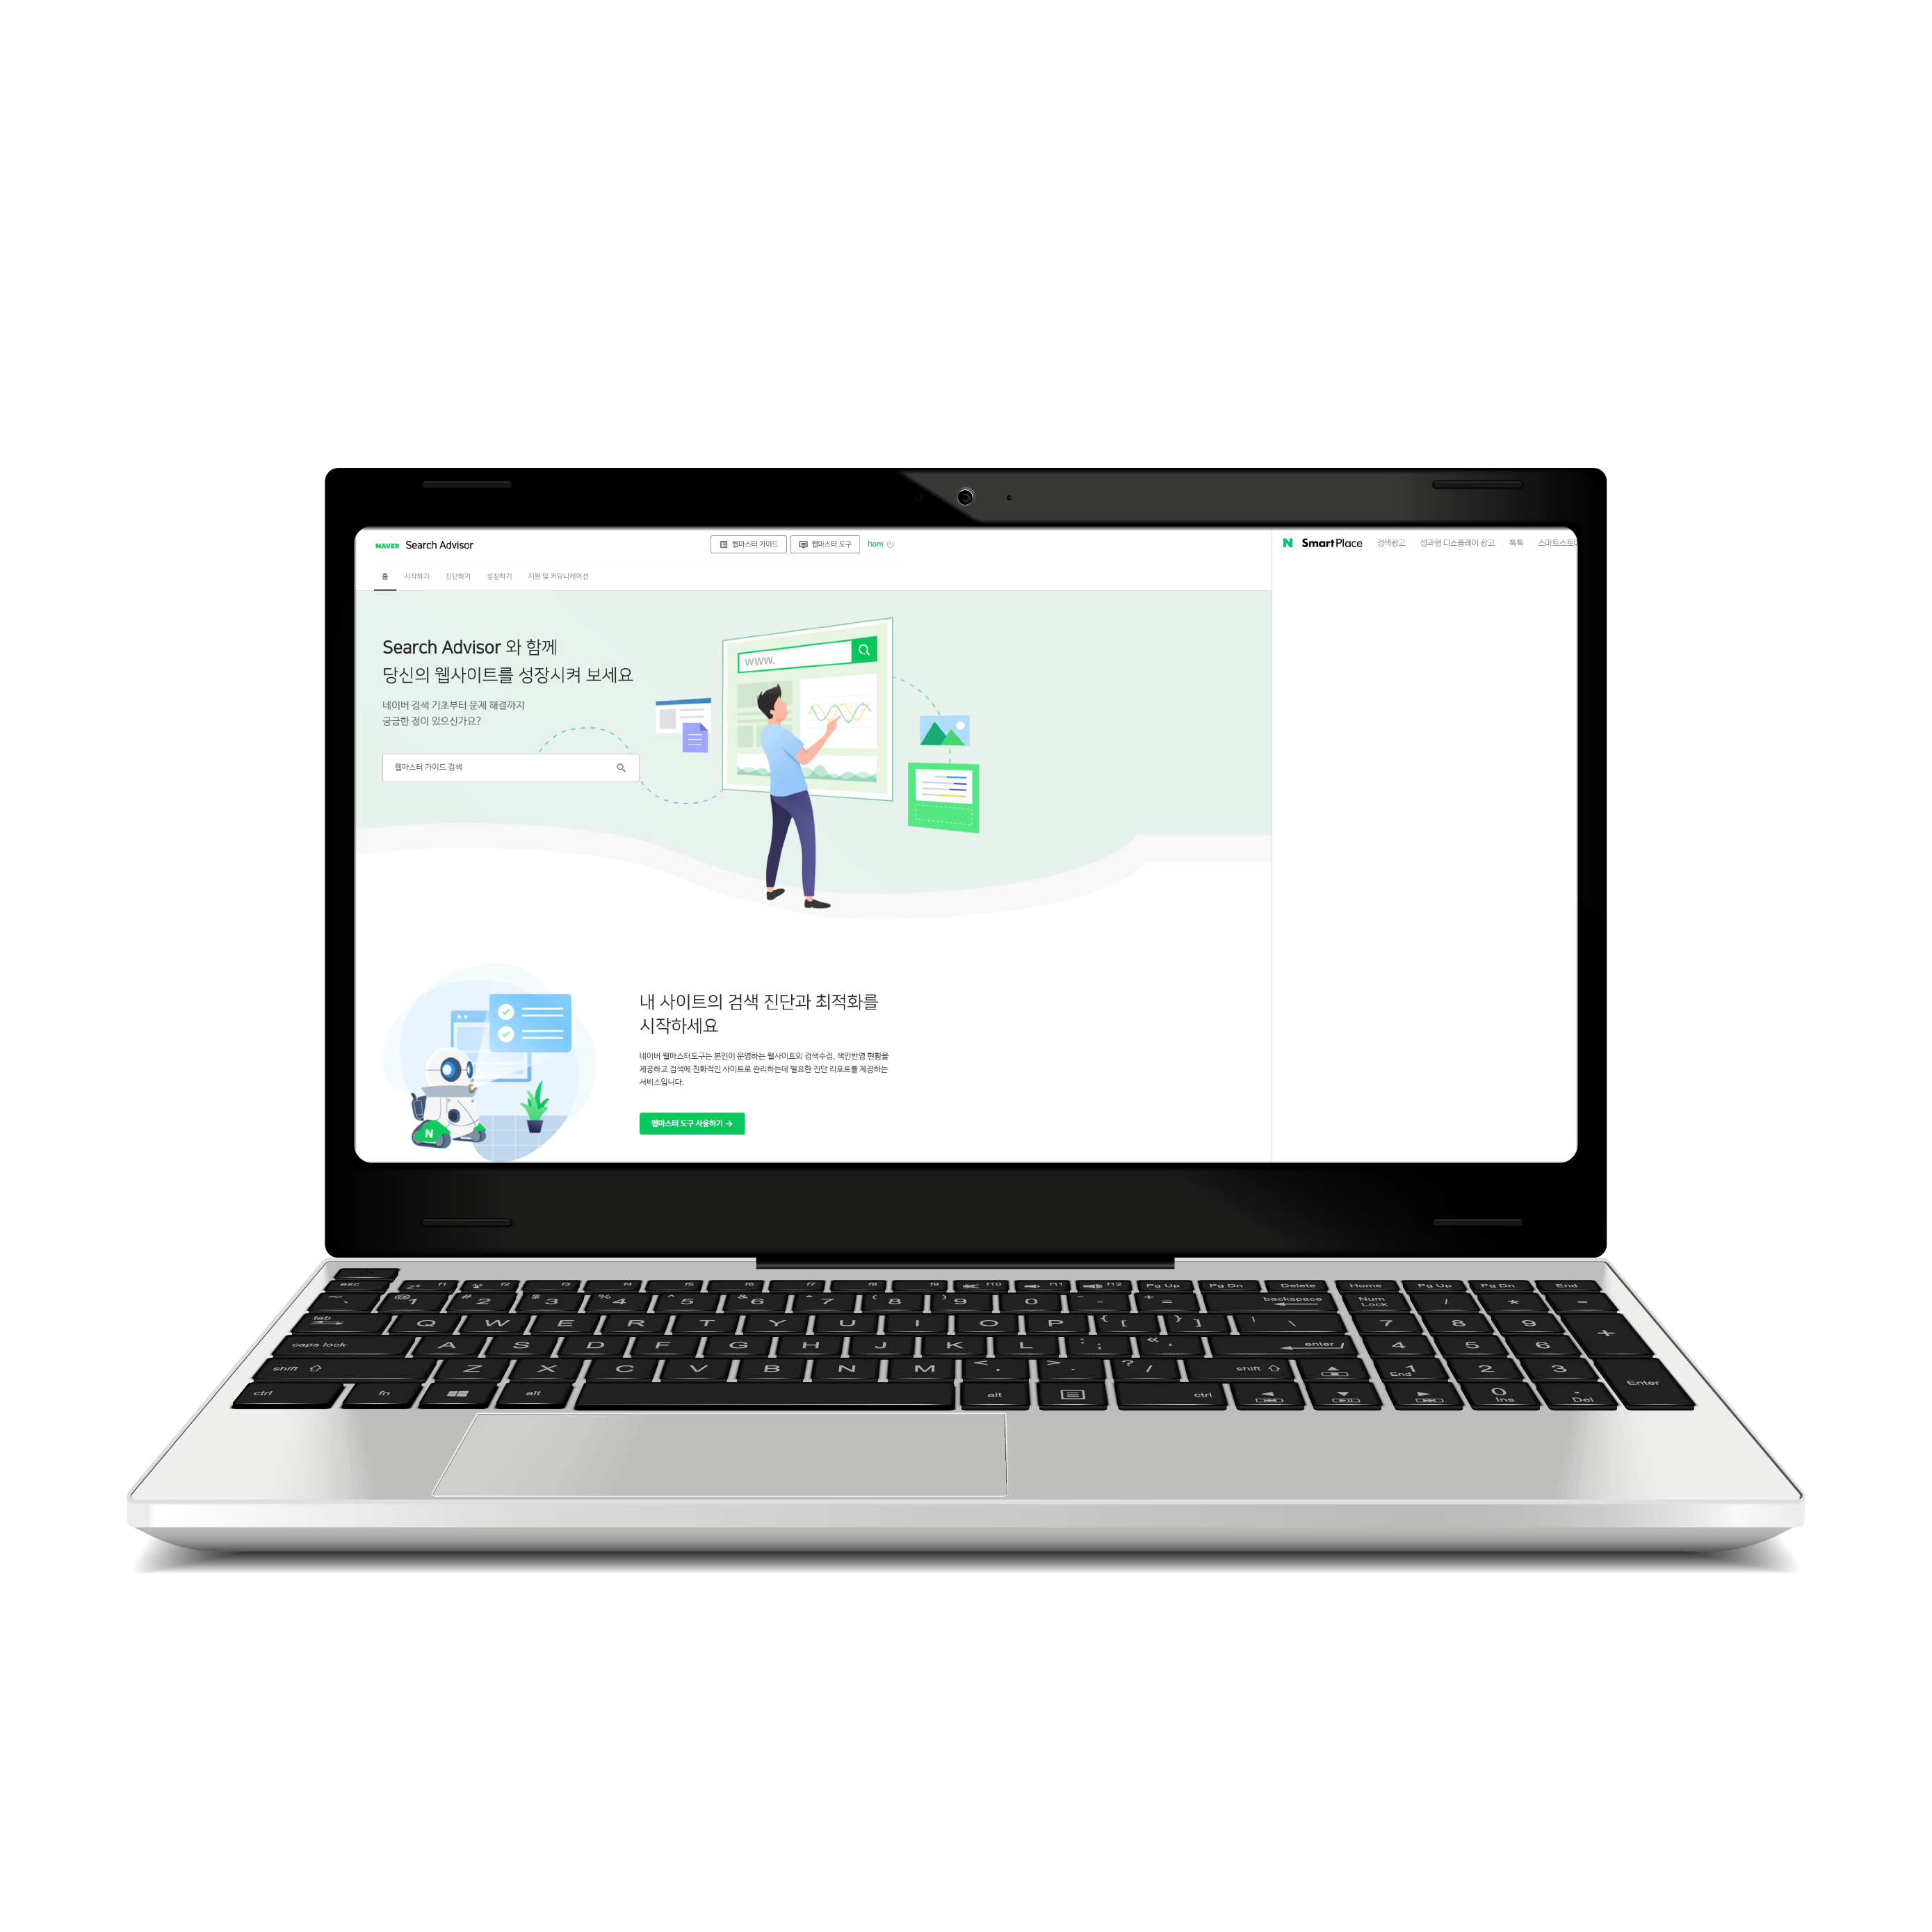 NAVER Search Advisor
웹마스터 가이드
웹마스터 도구
hom
N SmartPlace
검색광고
성과형 디스플레이 광고
톡톡
홈
시작하기
진단하기
성장하기
지원 및 커뮤니케이션
Search Advisor 와 함께
당신의 웹사이트를 성장시켜 보세요
네이버 검색 기초부터 문제 해결까지
궁금한 점이 있으신가요?
웹마스터 가이드 검색
www.
내 사이트의 검색 진단과 최적화를
시작하세요
네이버 웹마스터도구는 본인이 운영하는 웹사이트의 검색수집, 색인반영 현황을
제공하고 검색에 친화적인 사이트로 관리하는데 필요한 진단 리포트를 제공하는
서비스입니다.
웹마스터 도구 사용하기 →
N
esc f1 f2 f3 f4 f5 f6 f7 f8 f9 f10 f11 f12 Pg Up Pg Dn Delete Home Pg Up Pg Dn End
~ ` @ 1 # 2 $ 3 % 4 ^ 5 & 6 * 7 ( 8 ) 9 0 - - + = backspace Num Lock / * -
tab Q W E R T Y U I O P { [ } ] | \ 7 8 9 +
caps lock A S D F G H J K L : ; enter 4 5 6
shift Z X C V B N M < , > . ? / shift 1 End 2 3 Enter
ctrl fn alt alt ctrl 0 Ins . Del